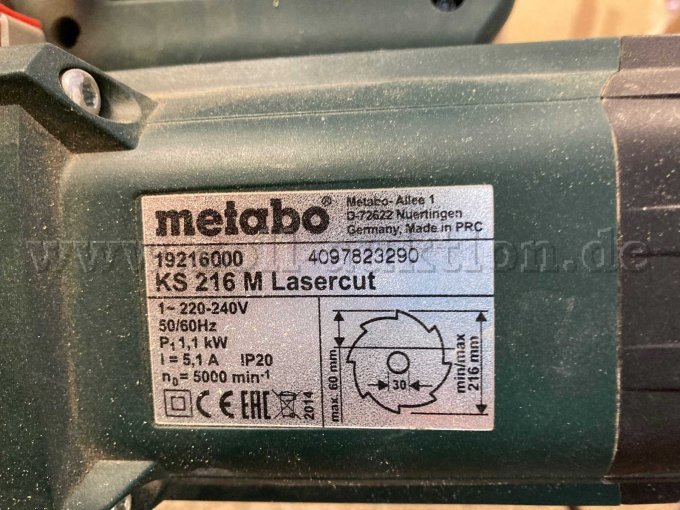 metabo®
Metabo-Allee 1
D-72622 Nuertingen
Germany, Made in PRC
19216000 4097823290
KS 216 M Lasercut
1~ 220-240V
50/60Hz
P₁ 1,1 kW
I = 5,1 A IP20
n₀= 5000 min⁻¹
CE EAC 2014
max. 60 mm
30
min/max
216 mm